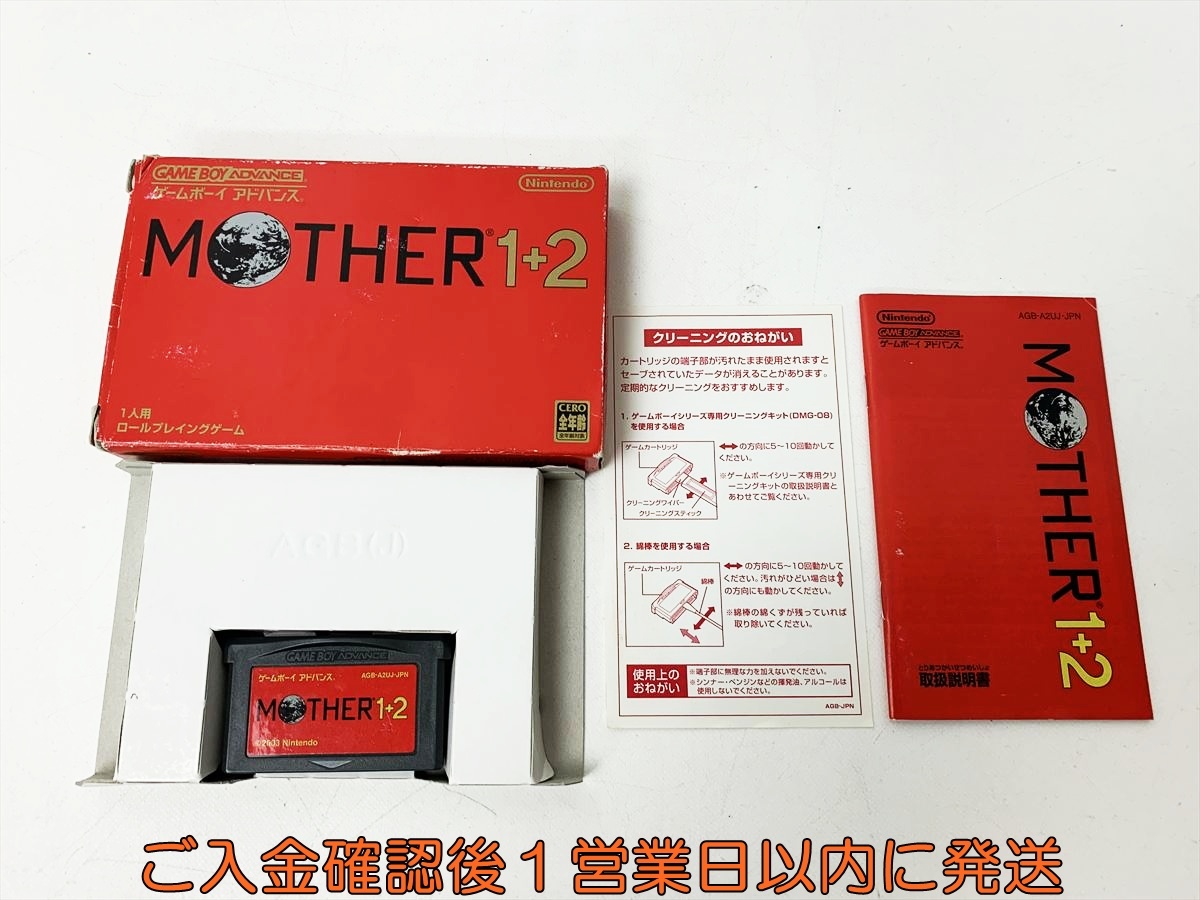 GAME BOY ADVANCE
ゲームボーイ アドバンス
Nintendo
MOTHER® 1+2
1人用
ロールプレイングゲーム
CERO
全年齢
全年齢対象
AGB(J)
GAME BOY ADVANCE
ゲームボーイ アドバンス
AGB-A2UJ-JPN
MOTHER 1+2
©2003 Nintendo
クリーニングのおねがい
カートリッジの端子部が汚れたまま使用されますと
セーブされていたデータが消えることがあります。
定期的なクリーニングをおすすめします。
1. ゲームボーイシリーズ専用クリーニングキット(DMG-08)
を使用する場合
ゲームカートリッジ
クリーニングワイパー
クリーニングスティック
↔の方向に5〜10回動かして
ください。
※ゲームボーイシリーズ専用クリ
ーニングキットの取扱説明書と
あわせてご覧ください。
2. 綿棒を使用する場合
ゲームカートリッジ
綿棒
↔の方向に5〜10回動かして
ください。汚れがひどい場合は↕
の方向にも動かしてください。
※綿棒の綿くずが残っていれば
取り除いてください。
使用上の
おねがい
※端子部に無理な力を加えないでください。
※シンナー・ベンジンなどの揮発油、アルコールは
使用しないでください。
AGB-JPN
Nintendo
GAME BOY ADVANCE
ゲームボーイ アドバンス
AGB-A2UJ-JPN
MOTHER® 1+2
とりあつかいせつめいしょ
取扱説明書
ご入金確認後１営業日以内に発送